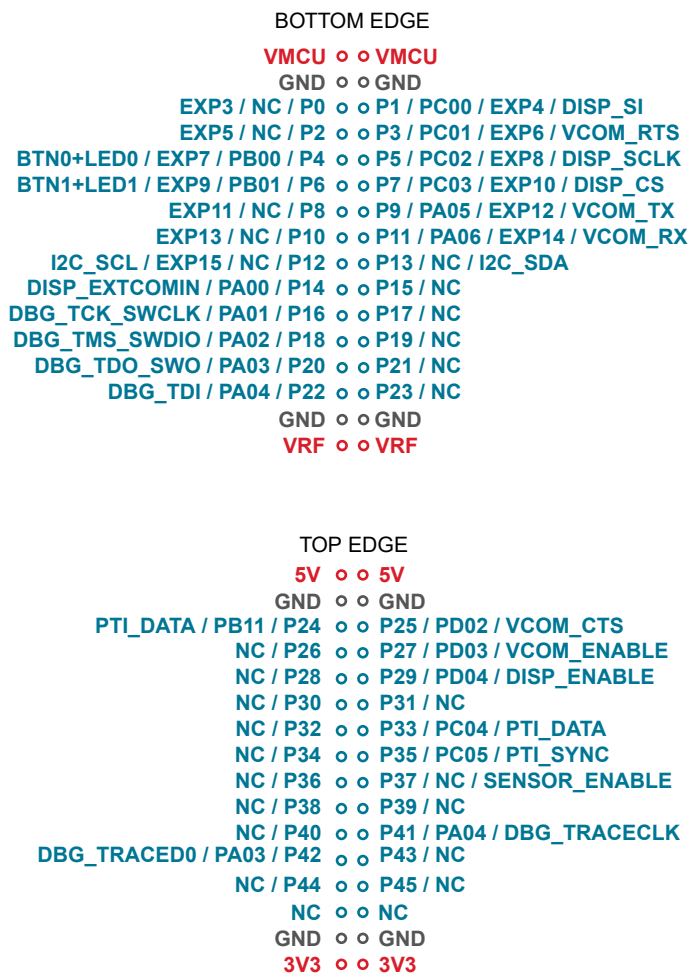 BOTTOM EDGE
VMCU VMCU
GND GND
EXP3 / NC / P0 P1 / PC00 / EXP4 / DISP_SI
EXP5 / NC / P2 P3 / PC01 / EXP6 / VCOM_RTS
BTN0+LED0 / EXP7 / PB00 / P4 P5 / PC02 / EXP8 / DISP_SCLK
BTN1+LED1 / EXP9 / PB01 / P6 P7 / PC03 / EXP10 / DISP_CS
EXP11 / NC / P8 P9 / PA05 / EXP12 / VCOM_TX
EXP13 / NC / P10 P11 / PA06 / EXP14 / VCOM_RX
I2C_SCL / EXP15 / NC / P12 P13 / NC / I2C_SDA
DISP_EXTCOMIN / PA00 / P14 P15 / NC
DBG_TCK_SWCLK / PA01 / P16 P17 / NC
DBG_TMS_SWDIO / PA02 / P18 P19 / NC
DBG_TDO_SWO / PA03 / P20 P21 / NC
DBG_TDI / PA04 / P22 P23 / NC
GND GND
VRF VRF
TOP EDGE
5V 5V
GND GND
PTI_DATA / PB11 / P24 P25 / PD02 / VCOM_CTS
NC / P26 P27 / PD03 / VCOM_ENABLE
NC / P28 P29 / PD04 / DISP_ENABLE
NC / P30 P31 / NC
NC / P32 P33 / PC04 / PTI_DATA
NC / P34 P35 / PC05 / PTI_SYNC
NC / P36 P37 / NC / SENSOR_ENABLE
NC / P38 P39 / NC
NC / P40 P41 / PA04 / DBG_TRACECLK
DBG_TRACED0 / PA03 / P42 P43 / NC
NC / P44 P45 / NC
NC NC
GND GND
3V3 3V3